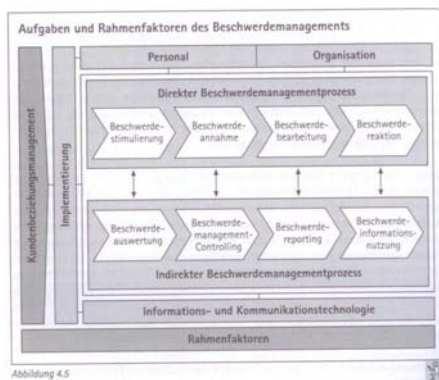 Aufgaben und Rahmenfaktoren des Beschwerdemanagements
Personal
Organisation
Kundenbeziehungsmanagement
Implementierung
Direkter Beschwerdemanagementprozess
Beschwerde-
stimulierung
Beschwerde-
annahme
Beschwerde-
bearbeitung
Beschwerde-
reaktion
Beschwerde-
auswertung
Beschwerde-
management-
Controlling
Beschwerde-
reporting
Beschwerde-
informations-
nutzung
Indirekter Beschwerdemanagementprozess
Informations- und Kommunikationstechnologie
Rahmenfaktoren
Abbildung 4.5